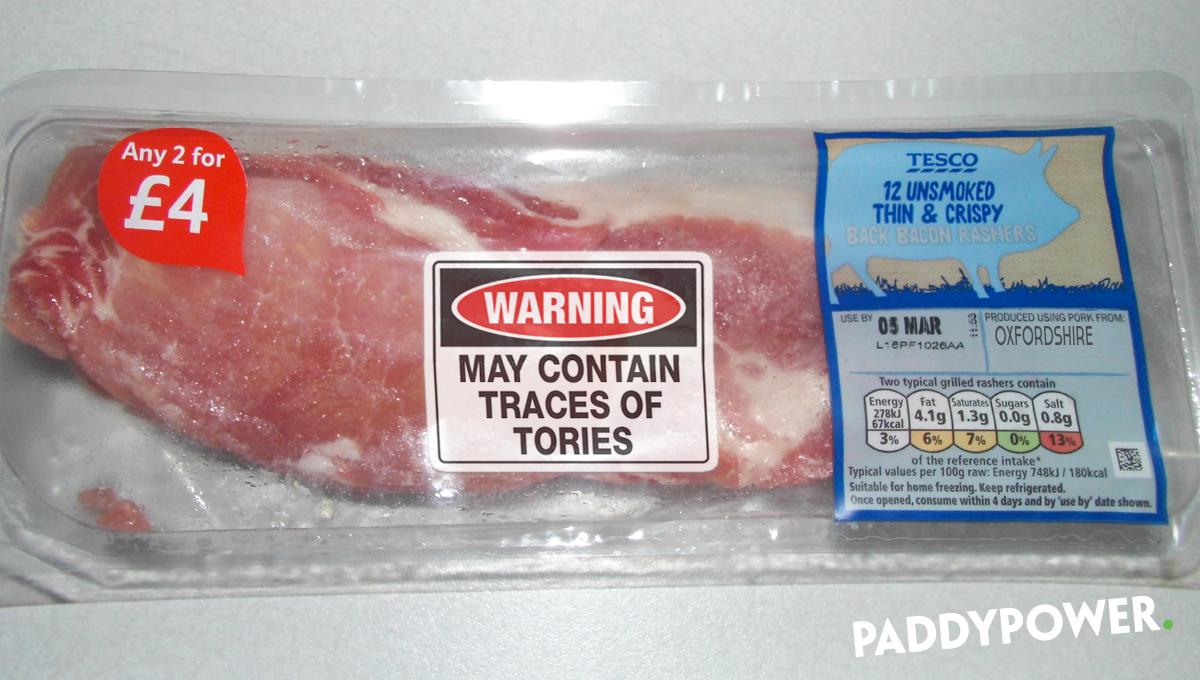 Any 2 for
£4
WARNING
MAY CONTAIN
TRACES OF
TORIES
TESCO
12 UNSMOKED
THIN & CRISPY
BACK BACON RASHERS
USE BY
05 MAR
L16PF1026AA
11:53
PRODUCED USING PORK FROM:
OXFORDSHIRE
Two typical grilled rashers contain
Energy Fat Saturates Sugars Salt
278kJ 4.1g 1.3g 0.0g 0.8g
67kcal
3% 6% 7% 0% 13%
of the reference intake*
Typical values per 100g raw: Energy 748kJ / 180kcal
Suitable for home freezing. Keep refrigerated.
Once opened, consume within 4 days and by 'use by' date shown.
PADDYPOWER.